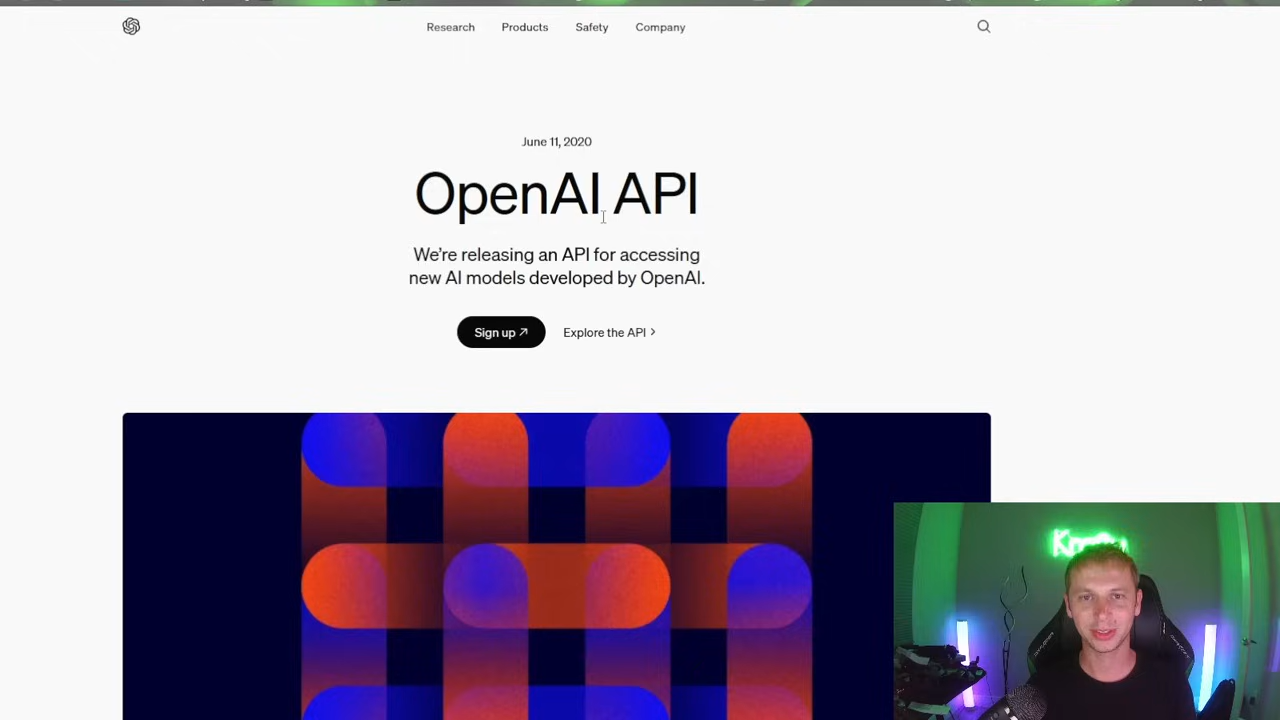 Research Products Safety Company
June 11, 2020
OpenAI API
We're releasing an API for accessing
new AI models developed by OpenAI.
Sign up ↗ Explore the API >